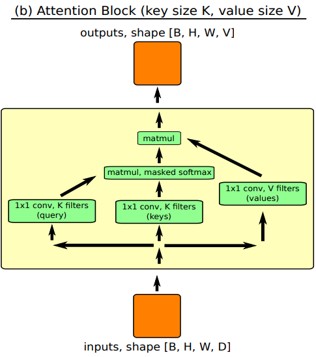 (b) Attention Block (key size K, value size V)
outputs, shape [B, H, W, V]
matmul
matmul, masked softmax
1x1 conv, V filters
(values)
1x1 conv, K filters
(query)
1x1 conv, K filters
(keys)
inputs, shape [B, H, W, D]